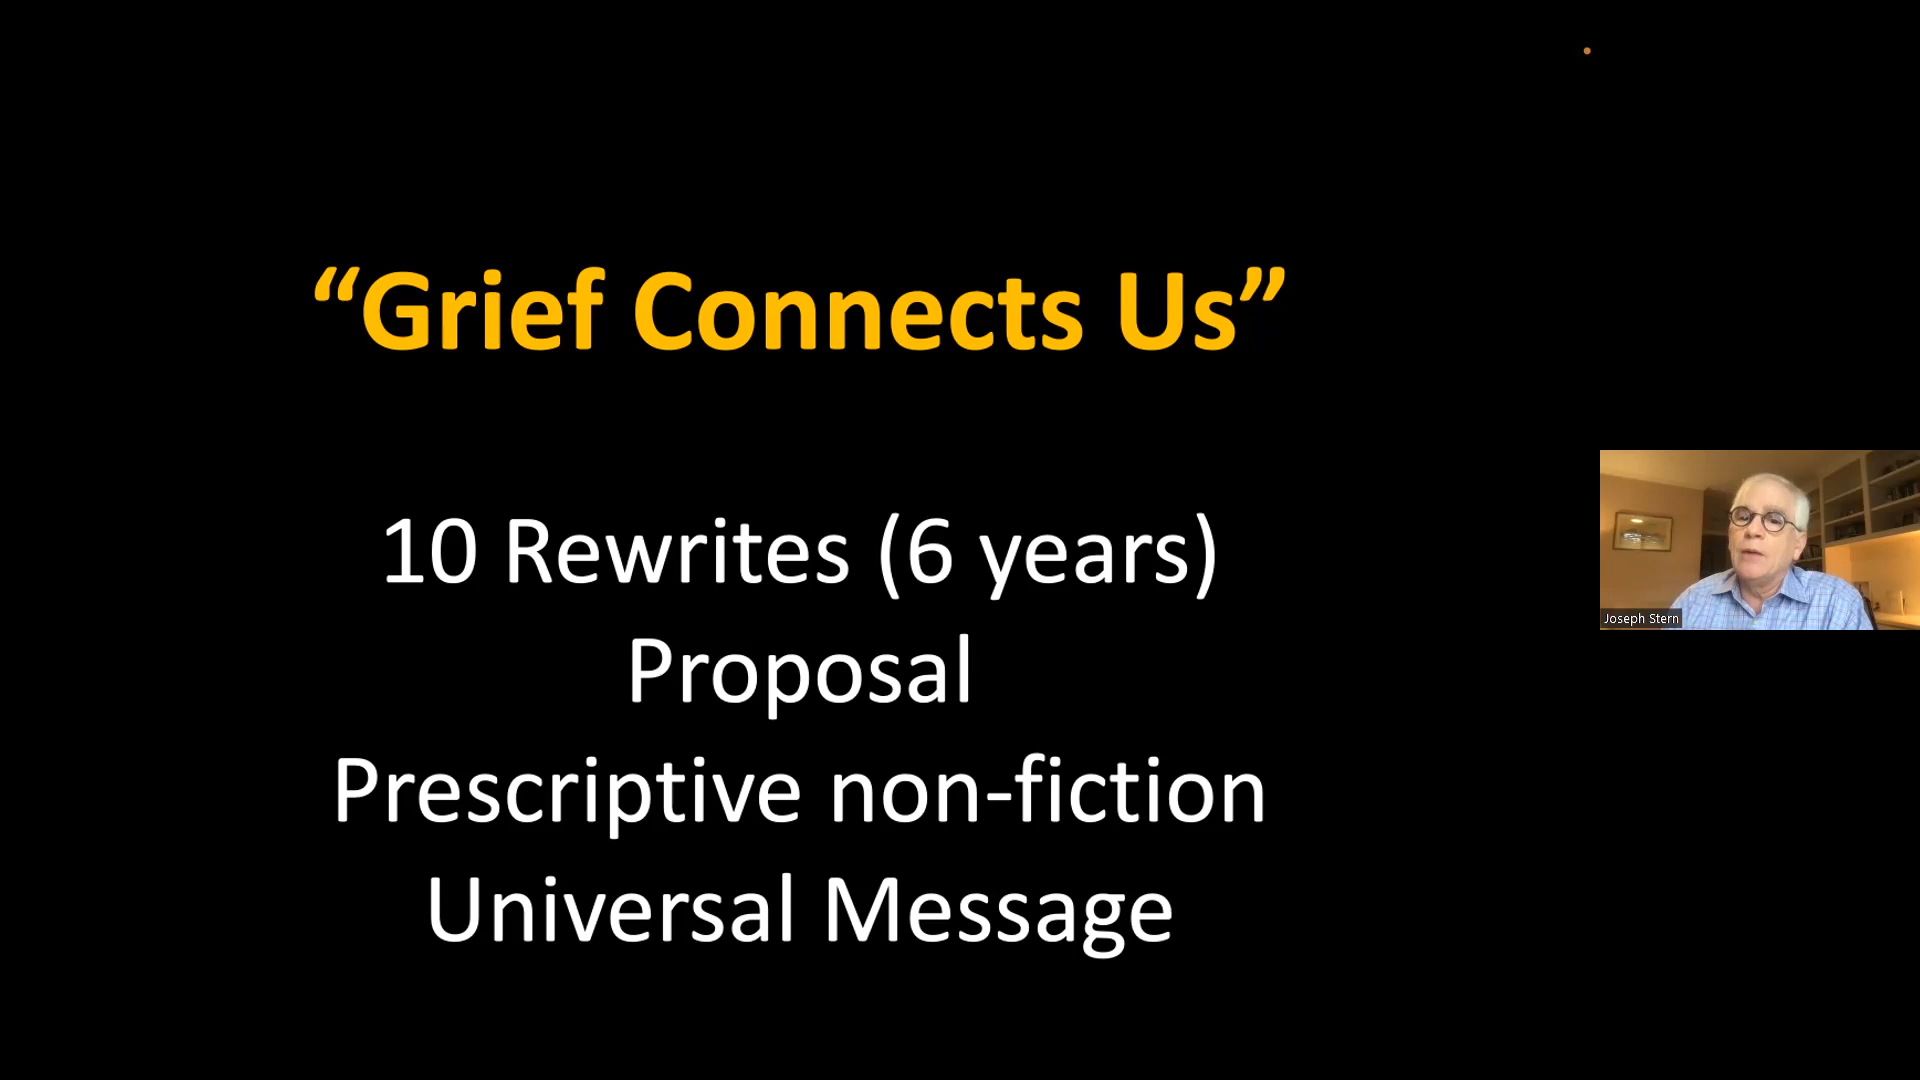 “Grief Connects Us”
10 Rewrites (6 years)
Proposal
Prescriptive non-fiction
Universal Message
Joseph Stern